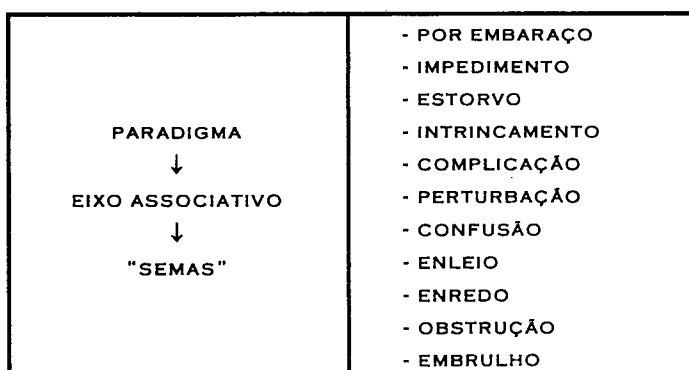 PARADIGMA
↓
EIXO ASSOCIATIVO
↓
"SEMAS"
- POR EMBARAÇO
- IMPEDIMENTO
- ESTORVO
- INTRINCAMENTO
- COMPLICAÇÃO
- PERTURBAÇÃO
- CONFUSÃO
- ENLEIO
- ENREDO
- OBSTRUÇÃO
- EMBRULHO